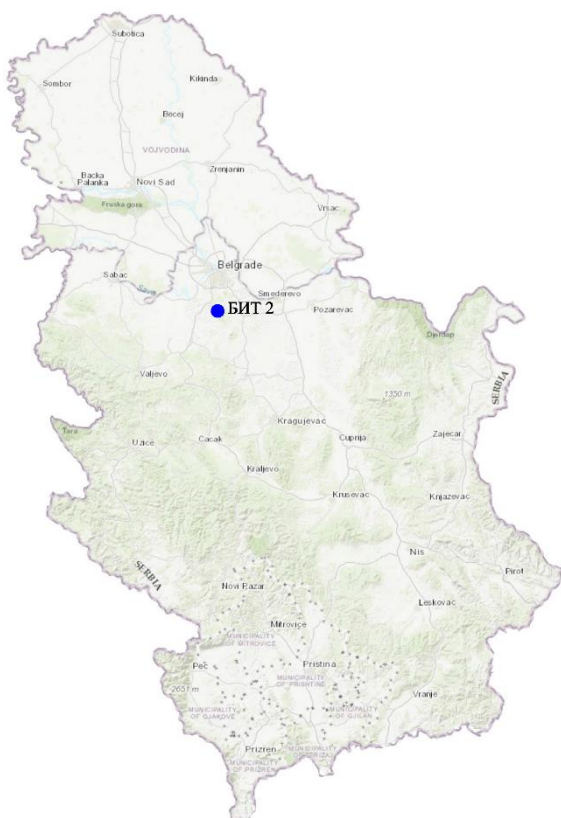 Subotica
Sombor
Kikinda
Becej
VOJVODINA
Backa
Palanka
Novi Sad
Zrenjanin
Fruska gora
Vrsac
Belgrade
Sabac
Sava
Smederevo
БИТ 2
Pozarevac
Djerdap
SERBIA
Valjevo
1350 m
Tara
Uzice
Cacak
Kragujevac
Cuprija
Zajecar
Kraljevo
Krusevac
Knjazevac
SERBIA
Nis
Pirot
Novi Pazar
Leskovac
Mitrovice
MUNICIPALITY
OF MITROVICE
Peč
Pristina
2651 m
MUNICIPALITY
OF PRISHTINE
Vranje
MUNICIPALITY
OF GJAKOVE
MUNICIPALITY
OF GJILAN
Prizren
MUNICIPALITY
OF PRIZREN
MUNICIPALITY